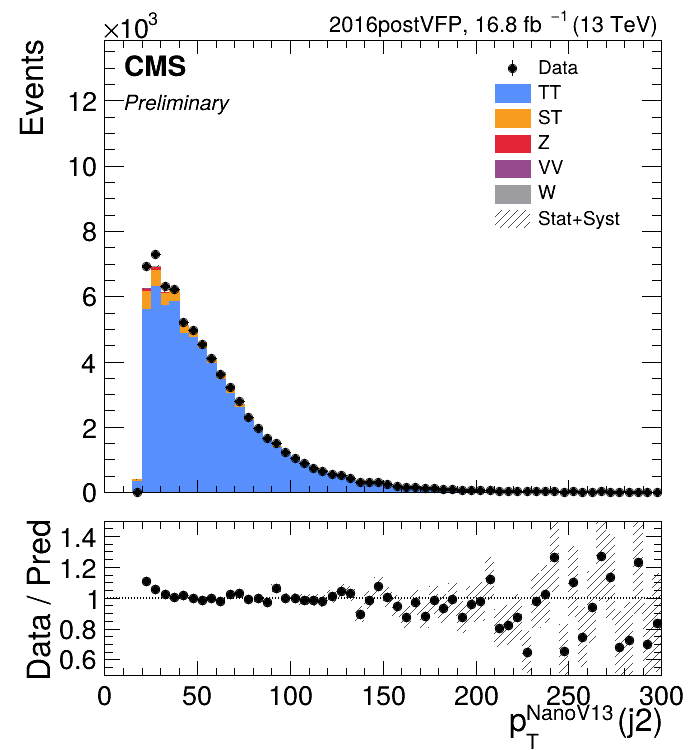 ×10³
2016postVFP, 16.8 fb ⁻¹ (13 TeV)
CMS
Preliminary
Data
TT
ST
Z
VV
W
Stat+Syst
Events
12
10
8
6
4
2
0
Data / Pred
1.4
1.2
1
0.8
0.6
0 50 100 150 200 250 300
p_T^NanoV13 (j2)